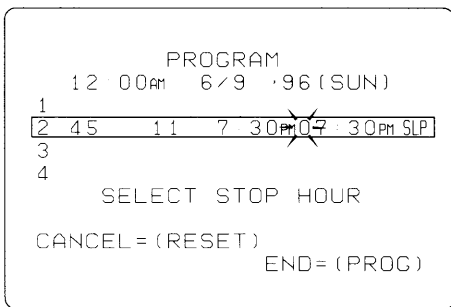 PROGRAM
12:00AM 6/9 '96(SUN)
1
2 45 11 7:30PM→07:30PM SLP
3
4
SELECT STOP HOUR
CANCEL=(RESET)
END=(PROG)